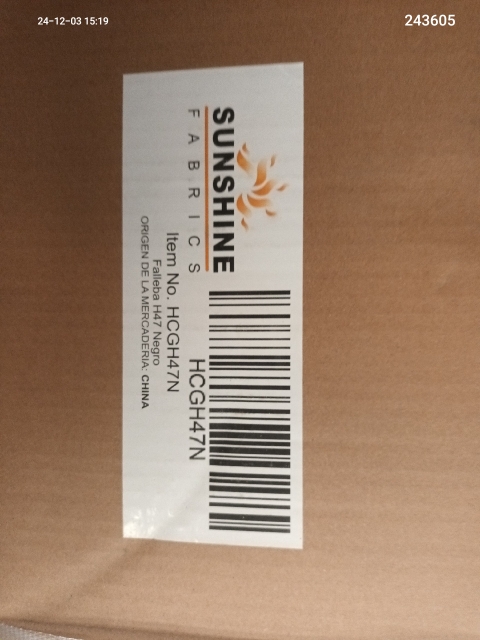 24-12-03 15:19
243605
SUNSHINE
FABRICS
HCGH47N
Item No. HCGH47N
Falleba H47 Negro
ORIGEN DE LA MERCADERIA: CHINA